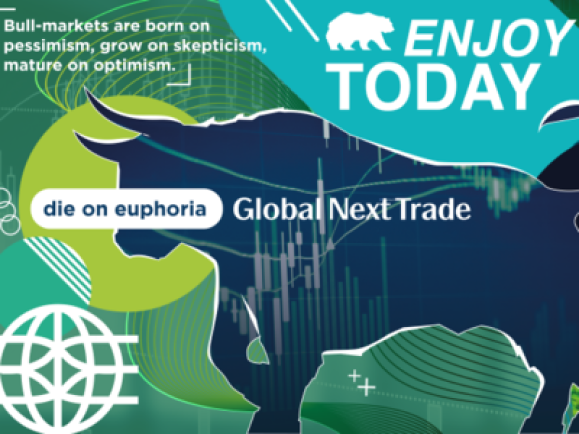 Bull-markets are born on
pessimism, grow on skepticism,
mature on optimism.
ENJOY
TODAY
die on euphoria
Global Next Trade